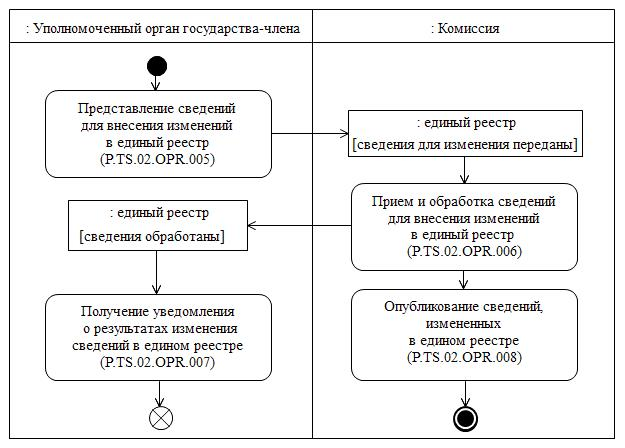 : Уполномоченный орган государства-члена
: Комиссия
Представление сведений
для внесения изменений
в единый реестр
(P.TS.02.OPR.005)
: единый реестр
[сведения для изменения переданы]
Прием и обработка сведений
для внесения изменений
в единый реестр
(P.TS.02.OPR.006)
: единый реестр
[сведения обработаны]
Получение уведомления
о результатах изменения
сведений в едином реестре
(P.TS.02.OPR.007)
Опубликование сведений,
измененных
в едином реестре
(P.TS.02.OPR.008)